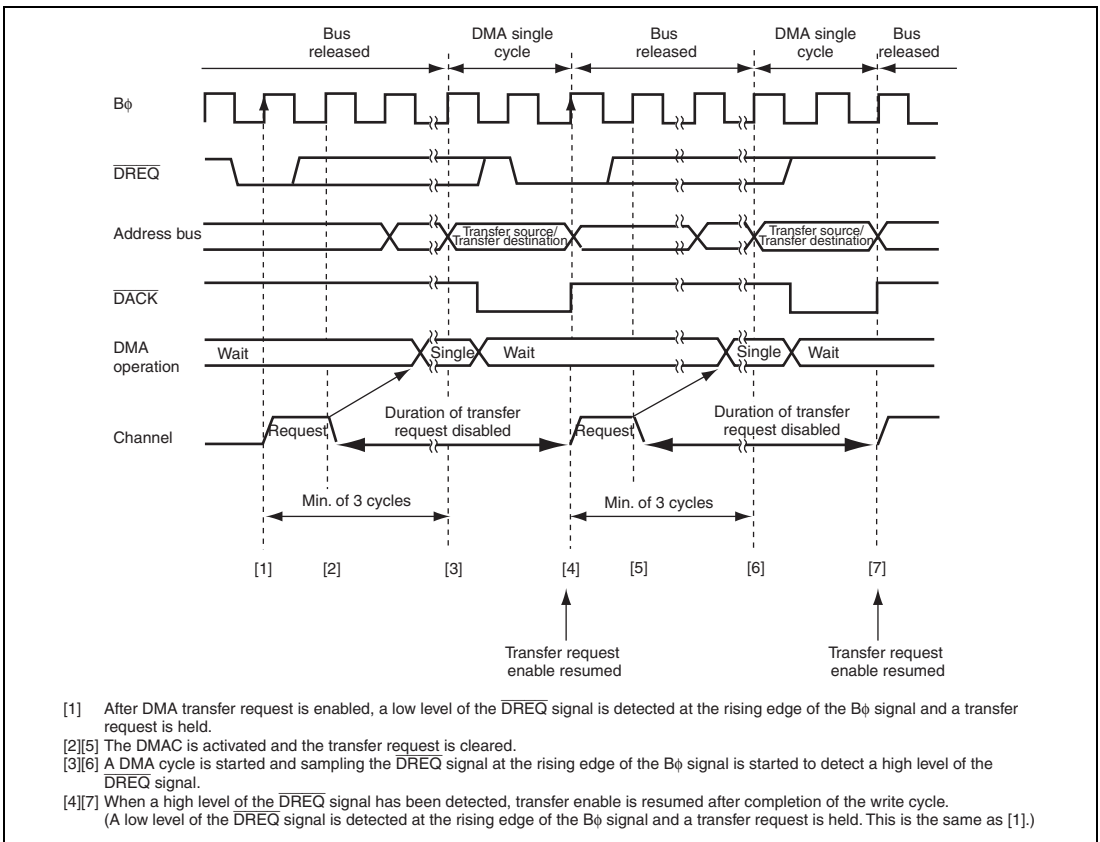 Bus released
DMA single cycle
Bus released
DMA single cycle
Bus released
Bφ
DREQ
Address bus
Transfer source/
Transfer destination
Transfer source/
Transfer destination
DACK
DMA operation
Wait
Single
Wait
Single
Wait
Channel
Request
Duration of transfer request disabled
Request
Duration of transfer request disabled
Min. of 3 cycles
Min. of 3 cycles
[1] [2] [3] [4] [5] [6] [7]
Transfer request enable resumed
Transfer request enable resumed
[1] After DMA transfer request is enabled, a low level of the DREQ signal is detected at the rising edge of the Bφ signal and a transfer
request is held.
[2][5] The DMAC is activated and the transfer request is cleared.
[3][6] A DMA cycle is started and sampling the DREQ signal at the rising edge of the Bφ signal is started to detect a high level of the
DREQ signal.
[4][7] When a high level of the DREQ signal has been detected, transfer enable is resumed after completion of the write cycle.
(A low level of the DREQ signal is detected at the rising edge of the Bφ signal and a transfer request is held. This is the same as [1].)